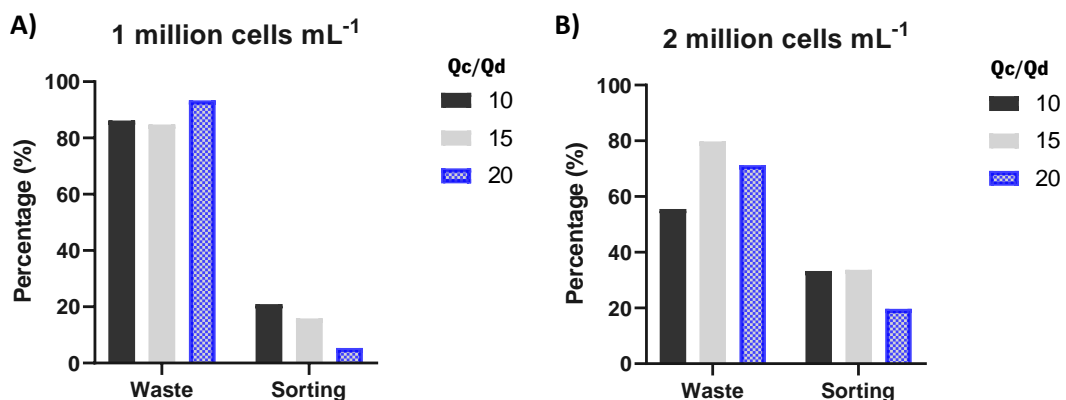 A)
1 million cells mL-1
Qc/Qd
10
15
20
Percentage (%)
100
80
60
40
20
0
Waste Sorting
B)
2 million cells mL-1
Qc/Qd
10
15
20
Percentage (%)
100
80
60
40
20
0
Waste Sorting